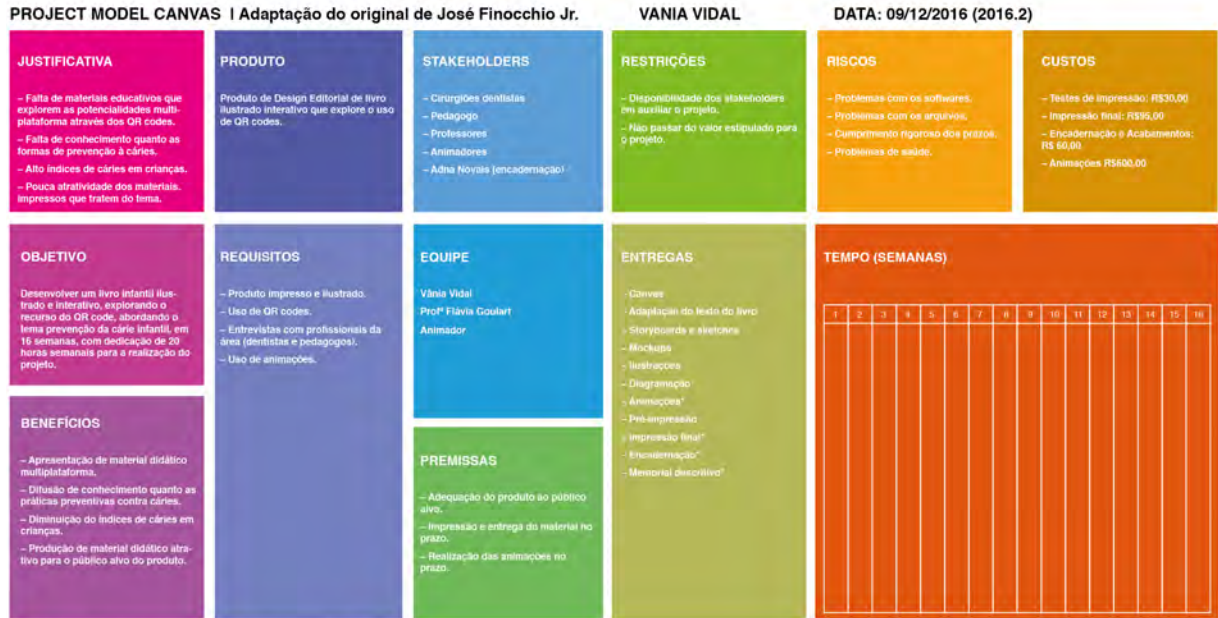 PROJECT MODEL CANVAS I Adaptação do original de José Finocchio Jr. VANIA VIDAL DATA: 09/12/2016 (2016.2)
JUSTIFICATIVA
– Falta de materiais educativos que
explorem as potencialidades multi-
plataforma através dos QR codes.
– Falta de conhecimento quanto as
formas de prevenção à cáries.
– Alto índices de cáries em crianças.
– Pouca atratividade dos materiais.
impressos que tratem do tema.
PRODUTO
Produto de Design Editorial de livro
ilustrado interativo que explore o uso
de QR codes.
STAKEHOLDERS
– Cirurgiões dentistas
– Pedagogo
– Professores
– Animadores
– Adna Novais (encadernação)
RESTRIÇÕES
– Disponibilidade dos stakeholders
em auxiliar o projeto.
– Não passar do valor estipulado para
o projeto.
RISCOS
– Problemas com os softwares.
– Problemas com os arquivos.
– Cumprimento rigoroso dos prazos.
– Problemas de saúde.
CUSTOS
– Testes de impressão: R$30,00
– Impressão final: R$95,00
– Encadernação e Acabamentos:
R$ 60,00
– Animações R$600,00
OBJETIVO
Desenvolver um livro infantil ilus-
trado e interativo, explorando o
recurso do QR code, abordando o
tema prevenção da cárie infantil, em
16 semanas, com dedicação de 20
horas semanais para a realização do
projeto.
BENEFÍCIOS
– Apresentação de material didático
multiplataforma.
– Difusão de conhecimento quanto as
práticas preventivas contra cáries.
– Diminuição do índices de cáries em
crianças.
– Produção de material didático atra-
tivo para o público alvo do produto.
REQUISITOS
– Produto impresso e ilustrado.
– Uso de QR codes.
– Entrevistas com profissionais da
área (dentistas e pedagogos).
– Uso de animações.
EQUIPE
Vânia Vidal
Profª Flávia Goulart
Animador
PREMISSAS
– Adequação do produto ao público
alvo.
– Impressão e entrega do material no
prazo.
– Realização das animações no
prazo.
ENTREGAS
- Canvas
- Adaptação do texto do livro
– Storyboards e sketches
– Mockups
– Ilustrações
– Diagramação
– Animações*
– Pré-impressão
– Impressão final*
– Encadernação*
– Memorial descritivo*
TEMPO (SEMANAS)
1 2 3 4 5 6 7 8 9 10 11 12 13 14 15 16